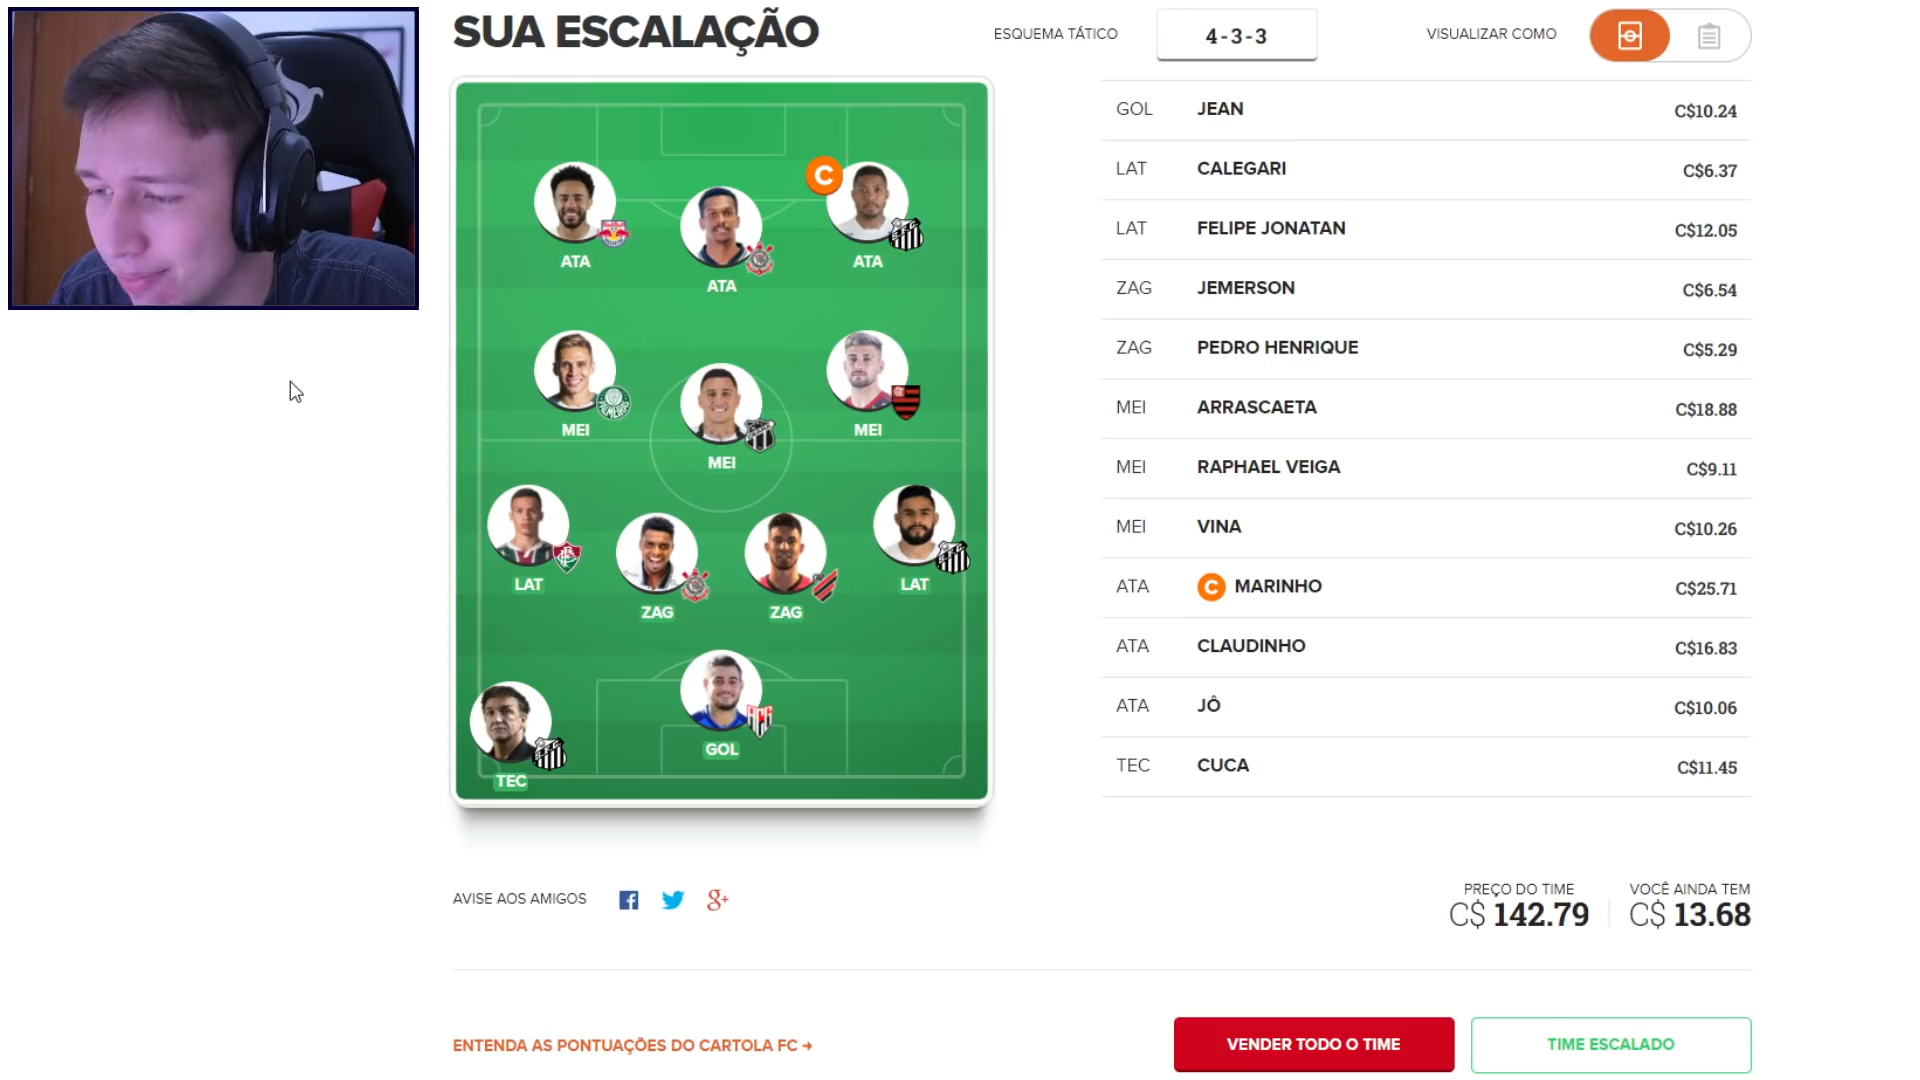 SUA ESCALAÇÃO
ESQUEMA TÁTICO
4-3-3
VISUALIZAR COMO
C
ATA
ATA
ATA
MEI
MEI
MEI
LAT
ZAG
ZAG
LAT
GOL
TEC
GOL JEAN C$10.24
LAT CALEGARI C$6.37
LAT FELIPE JONATAN C$12.05
ZAG JEMERSON C$6.54
ZAG PEDRO HENRIQUE C$5.29
MEI ARRASCAETA C$18.88
MEI RAPHAEL VEIGA C$9.11
MEI VINA C$10.26
ATA C MARINHO C$25.71
ATA CLAUDINHO C$16.83
ATA JÔ C$10.06
TEC CUCA C$11.45
AVISE AOS AMIGOS
PREÇO DO TIME
C$ 142.79
VOCÊ AINDA TEM
C$ 13.68
ENTENDA AS PONTUAÇÕES DO CARTOLA FC
VENDER TODO O TIME
TIME ESCALADO